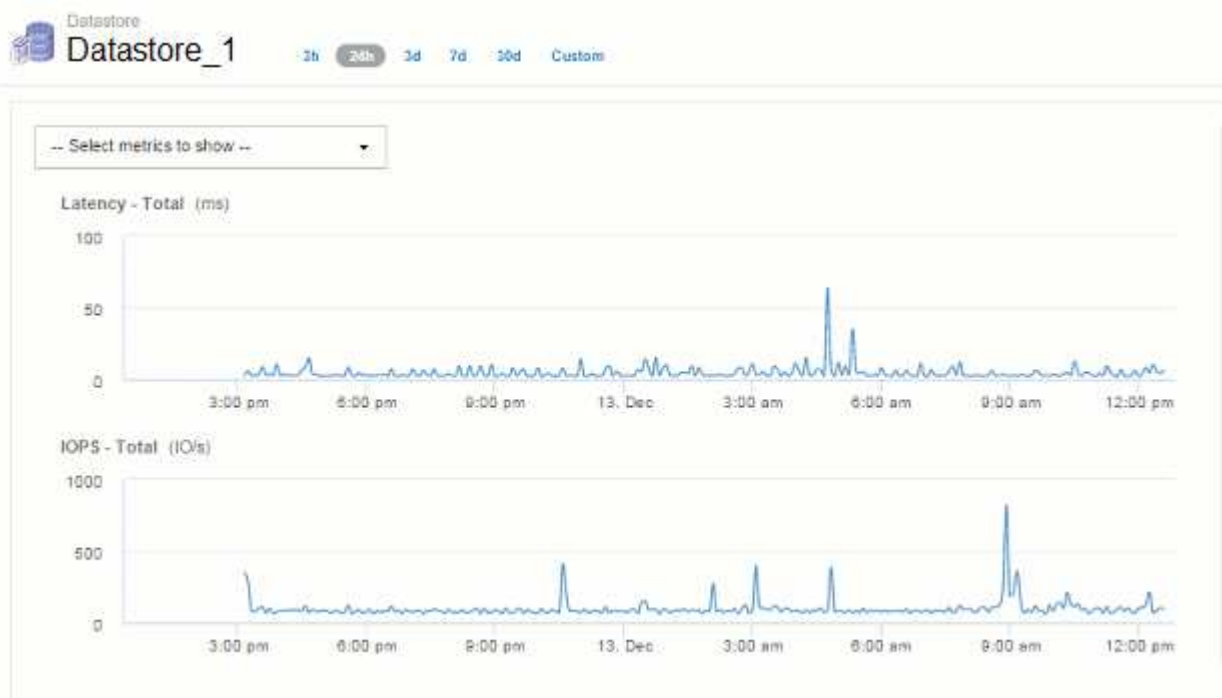 Datastore
Datastore_1
3h 24h 3d 7d 30d Custom
-- Select metrics to show --
Latency - Total (ms)
100
50
0
3:00 pm 6:00 pm 9:00 pm 13. Dec 3:00 am 6:00 am 9:00 am 12:00 pm
IOPS - Total (IO/s)
1000
500
0
3:00 pm 6:00 pm 9:00 pm 13. Dec 3:00 am 6:00 am 9:00 am 12:00 pm